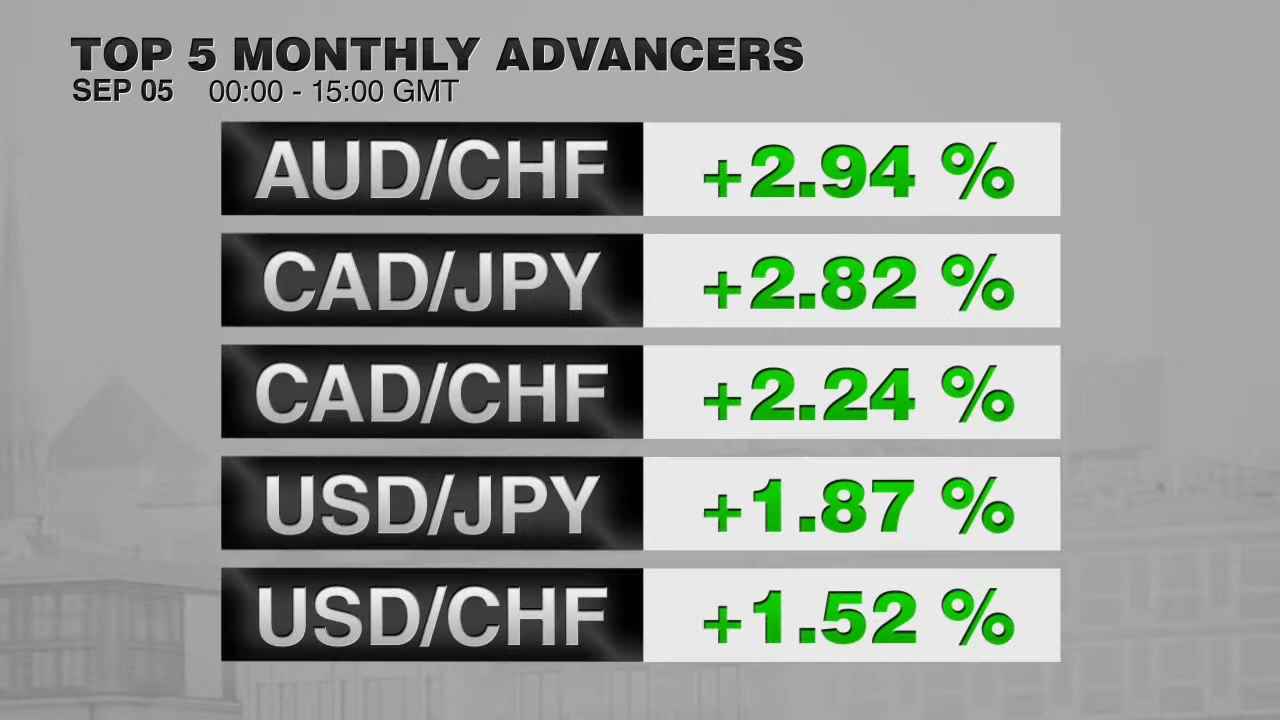 TOP 5 MONTHLY ADVANCERS
SEP 05 00:00 - 15:00 GMT
AUD/CHF +2.94 %
CAD/JPY +2.82 %
CAD/CHF +2.24 %
USD/JPY +1.87 %
USD/CHF +1.52 %